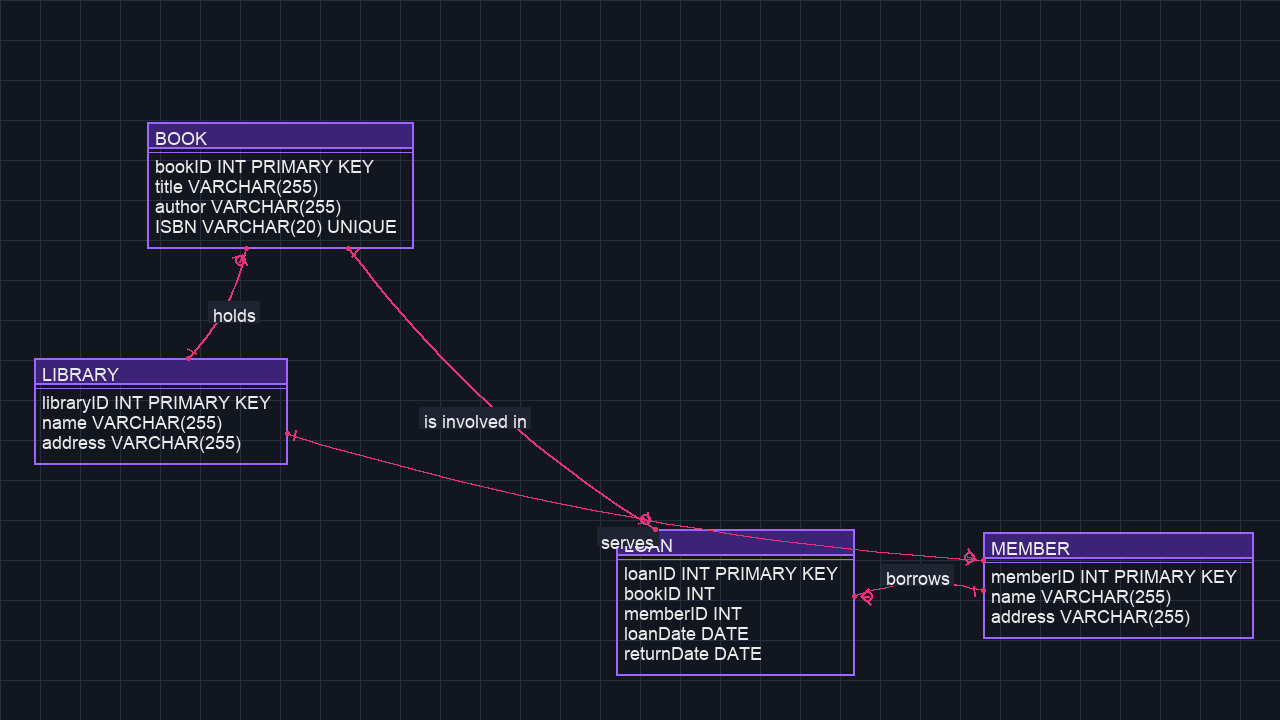 BOOK
bookID INT PRIMARY KEY
title VARCHAR(255)
author VARCHAR(255)
ISBN VARCHAR(20) UNIQUE
holds
LIBRARY
libraryID INT PRIMARY KEY
name VARCHAR(255)
address VARCHAR(255)
is involved in
serves
LOAN
loanID INT PRIMARY KEY
bookID INT
memberID INT
loanDate DATE
returnDate DATE
borrows
MEMBER
memberID INT PRIMARY KEY
name VARCHAR(255)
address VARCHAR(255)